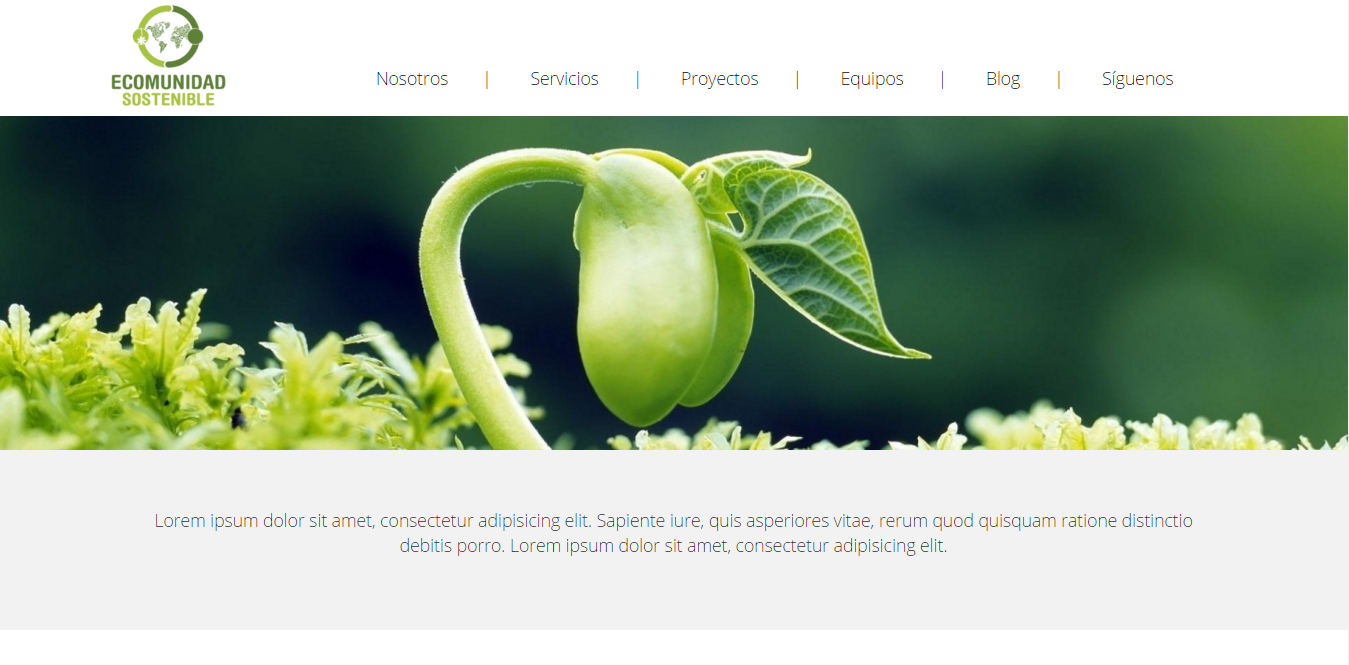 ECOMUNIDAD
SOSTENIBLE
Nosotros | Servicios | Proyectos | Equipos | Blog | Síguenos
Lorem ipsum dolor sit amet, consectetur adipisicing elit. Sapiente iure, quis asperiores vitae, rerum quod quisquam ratione distinctio
debitis porro. Lorem ipsum dolor sit amet, consectetur adipisicing elit.